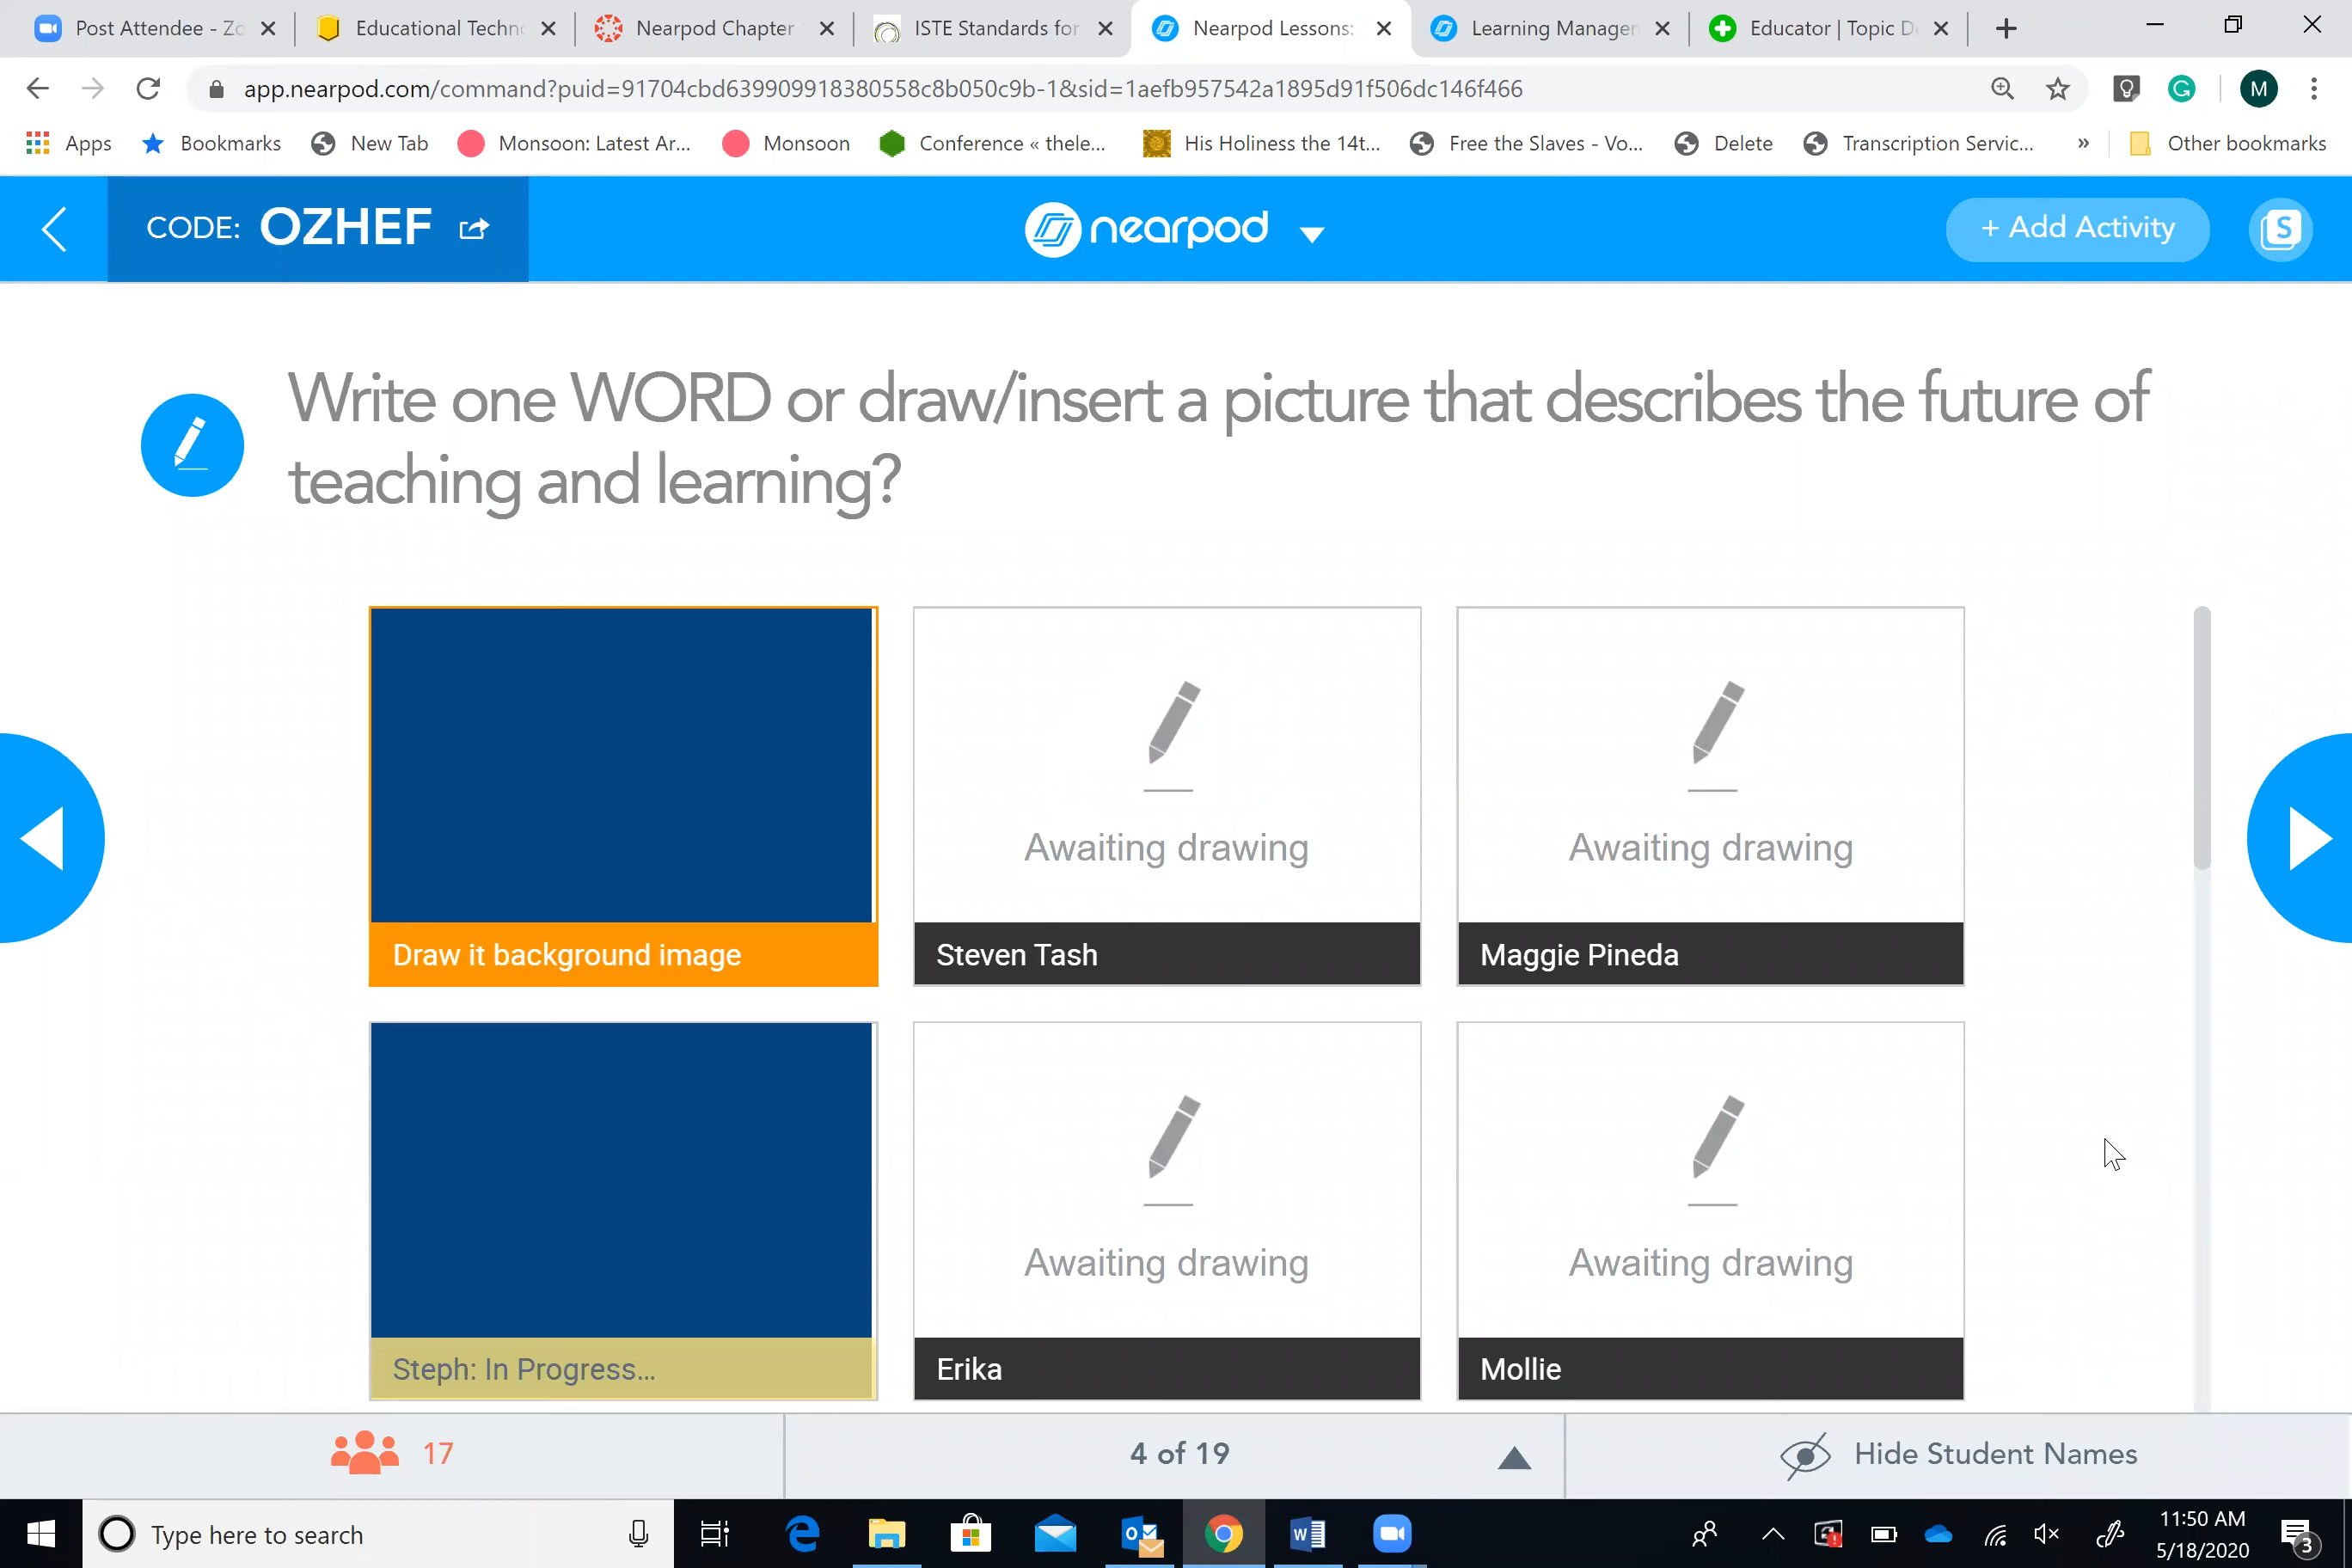 Post Attendee - Zo
Educational Techno
Nearpod Chapter
ISTE Standards for
Nearpod Lessons:
Learning Managem
Educator | Topic D
app.nearpod.com/command?puid=91704cbd639909918380558c8b050c9b-1&sid=1aefb957542a1895d91f506dc146f466
M
Apps
Bookmarks
New Tab
Monsoon: Latest Ar...
Monsoon
Conference « thele...
His Holiness the 14t...
Free the Slaves - Vo...
Delete
Transcription Servic...
»
Other bookmarks
CODE: OZHEF
nearpod
+ Add Activity
S
Write one WORD or draw/insert a picture that describes the future of
teaching and learning?
Awaiting drawing
Awaiting drawing
Draw it background image
Steven Tash
Maggie Pineda
Awaiting drawing
Awaiting drawing
Steph: In Progress...
Erika
Mollie
17
4 of 19
Hide Student Names
Type here to search
11:50 AM
5/18/2020
3